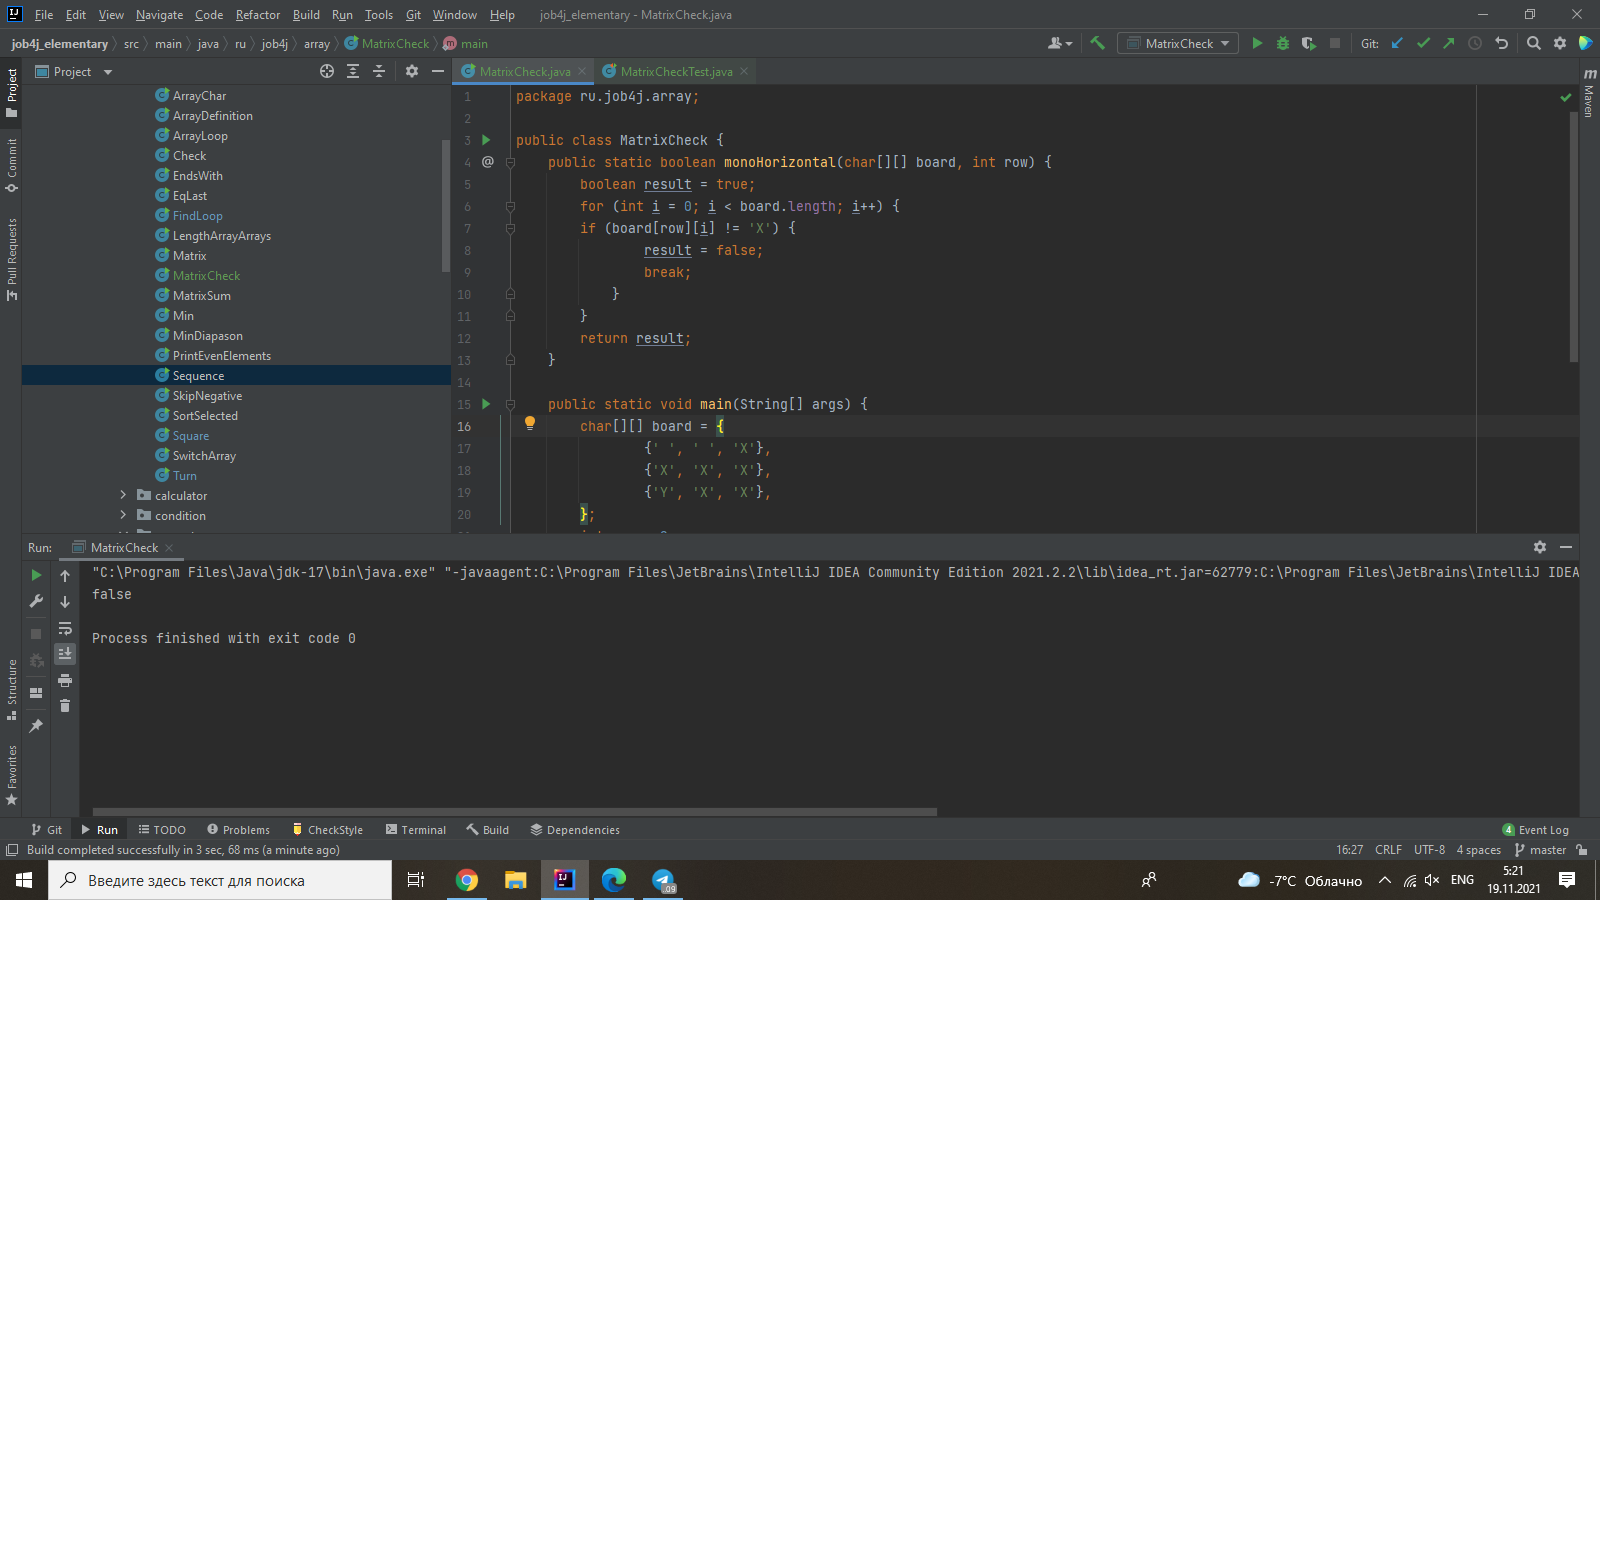 File Edit View Navigate Code Refactor Build Run Tools Git Window Help job4j_elementary - MatrixCheck.java
job4j_elementary src main java ru job4j array MatrixCheck main MatrixCheck Git:
Project
MatrixCheck.java MatrixCheckTest.java
Project
Commit
Pull Requests
Structure
Favorites
Maven
ArrayChar
ArrayDefinition
ArrayLoop
Check
EndsWith
EqLast
FindLoop
LengthArrayArrays
Matrix
MatrixCheck
MatrixSum
Min
MinDiapason
PrintEvenElements
Sequence
SkipNegative
SortSelected
Square
SwitchArray
Turn
calculator
condition
1 package ru.job4j.array;
2
3 public class MatrixCheck {
4 @ public static boolean monoHorizontal(char[][] board, int row) {
5 boolean result = true;
6 for (int i = 0; i < board.length; i++) {
7 if (board[row][i] != 'X') {
8 result = false;
9 break;
10 }
11 }
12 return result;
13 }
14
15 public static void main(String[] args) {
16 char[][] board = {
17 {' ', ' ', 'X'},
18 {'X', 'X', 'X'},
19 {'Y', 'X', 'X'},
20 };
Run: MatrixCheck
"C:\Program Files\Java\jdk-17\bin\java.exe" "-javaagent:C:\Program Files\JetBrains\IntelliJ IDEA Community Edition 2021.2.2\lib\idea_rt.jar=62779:C:\Program Files\JetBrains\IntelliJ IDEA
false
Process finished with exit code 0
Git Run TODO Problems CheckStyle Terminal Build Dependencies 4 Event Log
Build completed successfully in 3 sec, 68 ms (a minute ago) 16:27 CRLF UTF-8 4 spaces master
Введите здесь текст для поиска .09 -7°C Облачно ENG 5:21
19.11.2021